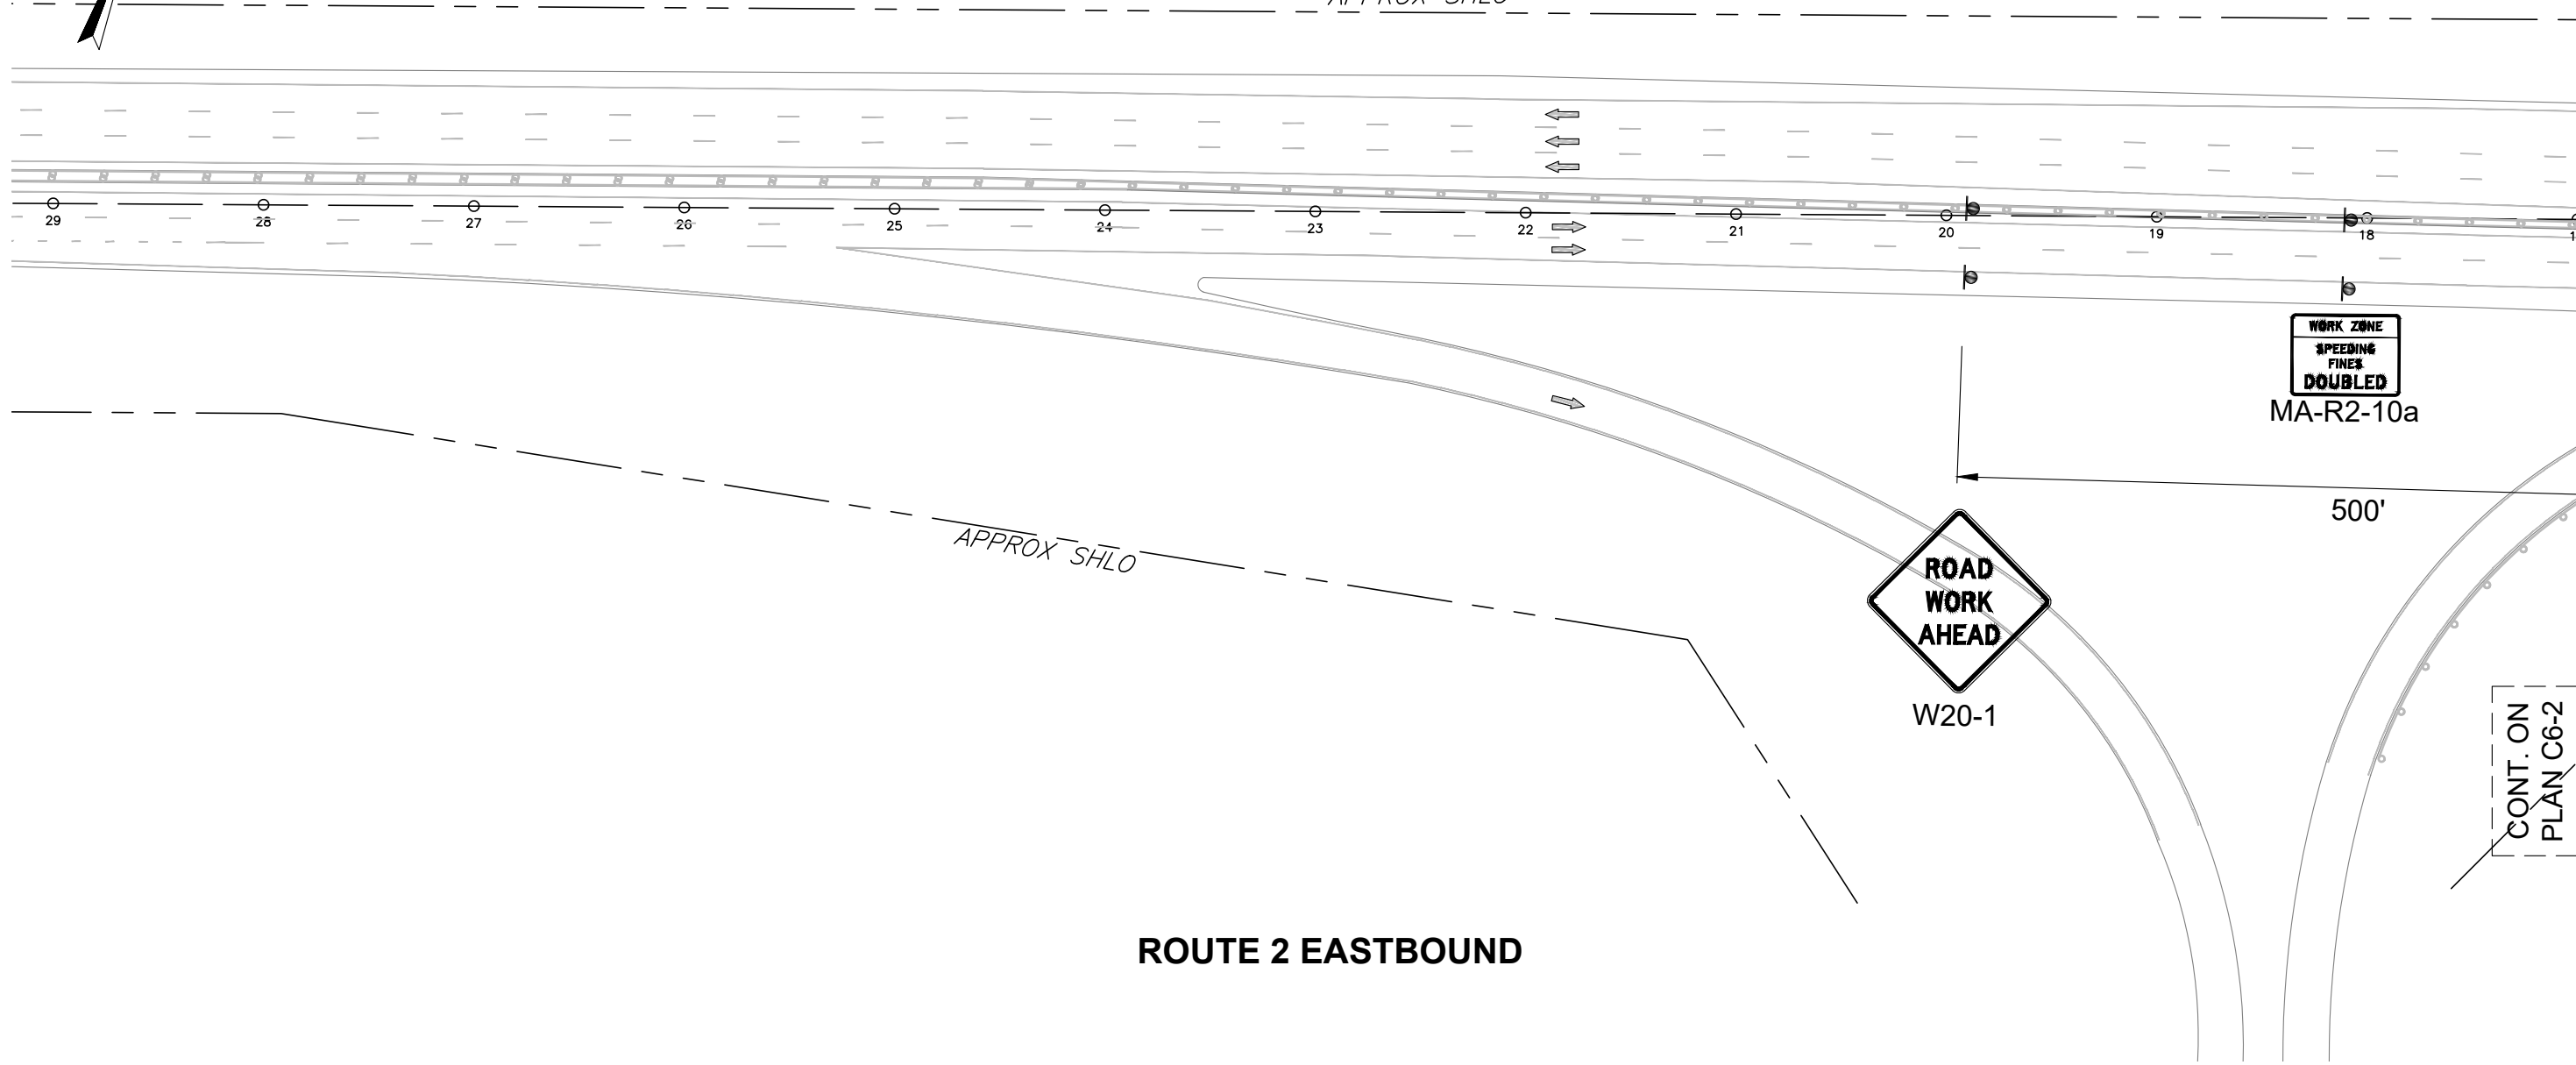 APPROX SHLO
29 28 27 26 25 24 23 22 21 20 19 18
WORK ZONE
SPEEDING
FINES
DOUBLED
MA-R2-10a
500'
APPROX SHLO
ROAD
WORK
AHEAD
W20-1
CONT. ON
PLAN C6-2
ROUTE 2 EASTBOUND